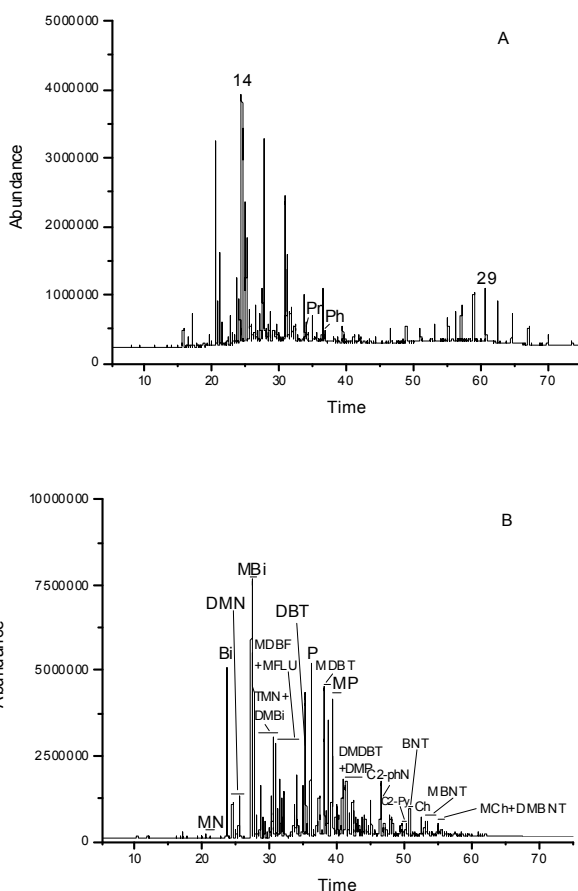 A
5000000
4000000
3000000
2000000
1000000
0
Abundance
14
Pr
Ph
29
10 20 30 40 50 60 70
Time
B
10000000
7500000
5000000
2500000
0
Abundance
MBi
DMN
DBT
Bi
MDBF
+MFLU
P
MDBT
TMN+
DMBi
MP
DMDBT
+DMP
C2-phN
BNT
C2-Py
Ch
MBNT
MCh+DMBNT
MN
10 20 30 40 50 60 70
Time